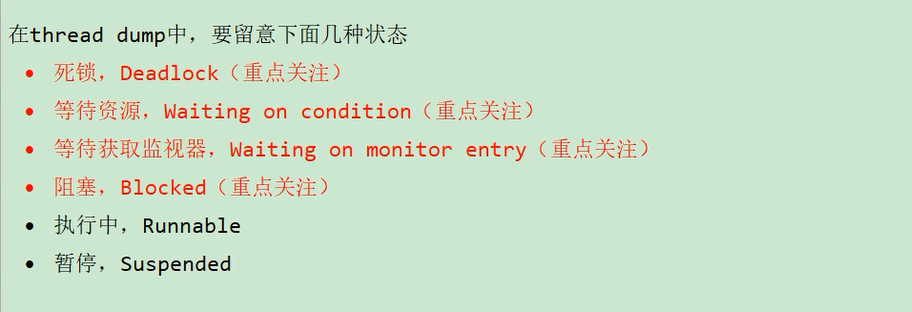 在thread dump中，要留意下面几种状态
• 死锁，Deadlock（重点关注）
• 等待资源，Waiting on condition（重点关注）
• 等待获取监视器，Waiting on monitor entry（重点关注）
• 阻塞，Blocked（重点关注）
• 执行中，Runnable
• 暂停，Suspended